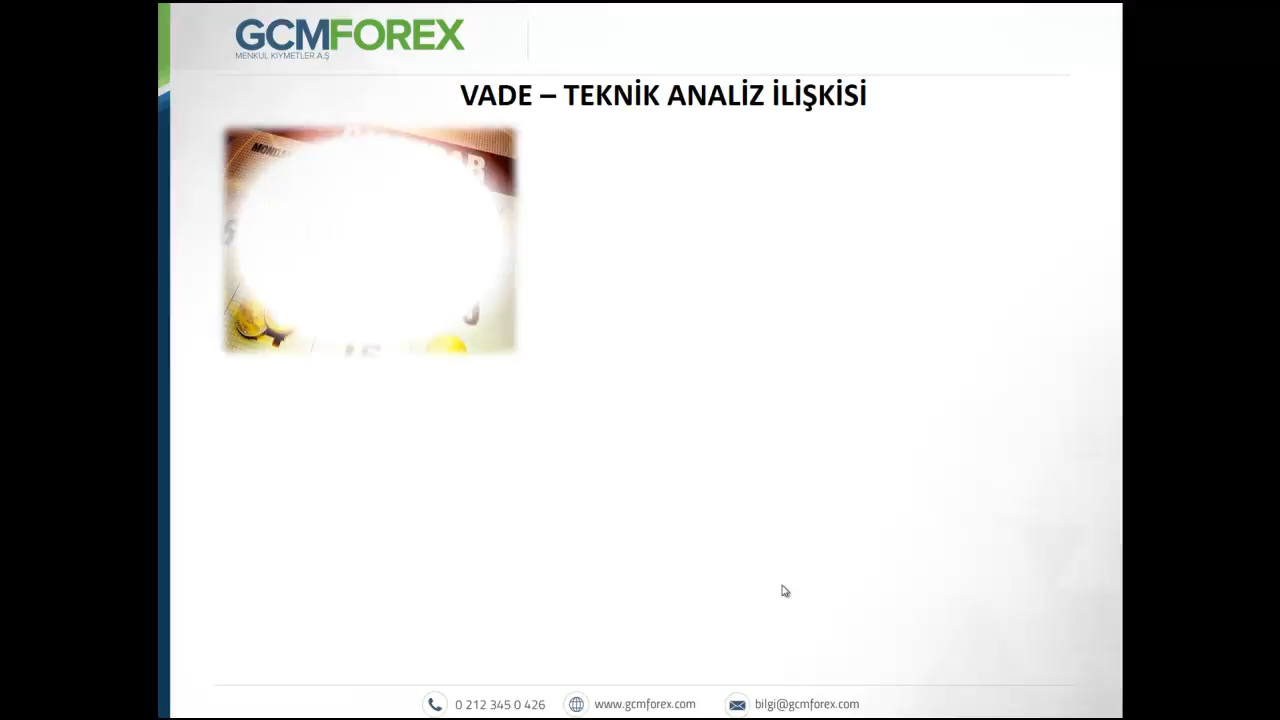 GCMFOREX
MENKUL KIYMETLER A.Ş
VADE – TEKNİK ANALİZ İLİŞKİSİ
0 212 345 0 426
www.gcmforex.com
bilgi@gcmforex.com